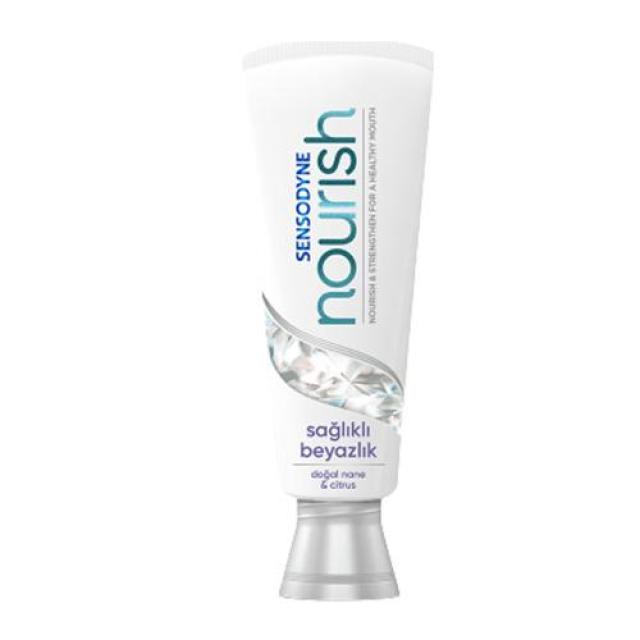 SENSODYNE
nourish
NOURISH & STRENGTHEN FOR A HEALTHY MOUTH
sağlıklı
beyazlık
doğal nane
& citrus